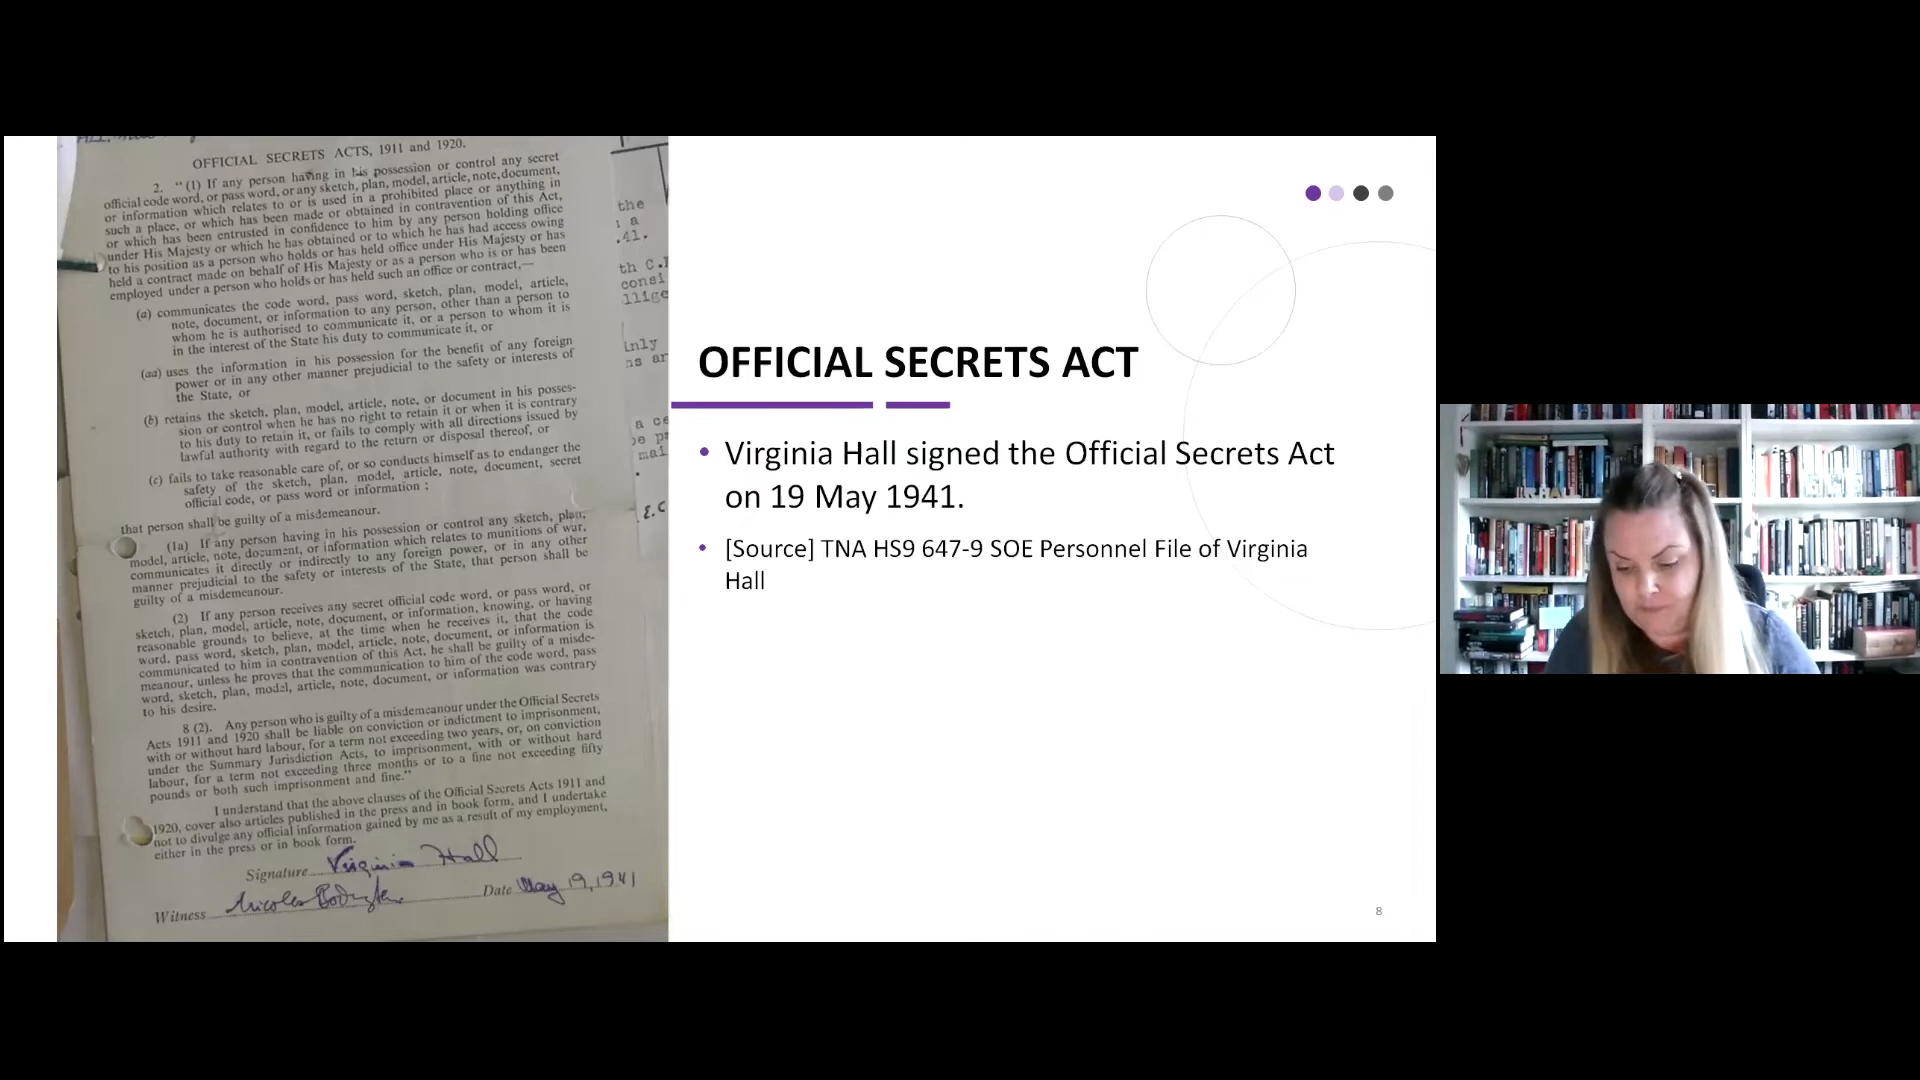 OFFICIAL SECRETS ACTS, 1911 and 1920.
2. “(1) If any person having in his possession or control any secret
official code word, or pass word, or any sketch, plan, model, article, note, document,
or information which relates to or is used in a prohibited place or anything in
such a place, or which has been made or obtained in contravention of this Act,
or which has been entrusted in confidence to him by any person holding office
under His Majesty or which he has obtained or to which he has had access owing
to his position as a person who holds or has held office under His Majesty or has
held a contract made on behalf of His Majesty or as a person who is or has been
employed under a person who holds or has held such an office or contract,—
(a) communicates the code word, pass word, sketch, plan, model, article,
note, document, or information to any person, other than a person to
whom he is authorised to communicate it, or a person to whom it is
in the interest of the State his duty to communicate it, or
(aa) uses the information in his possession for the benefit of any foreign
power or in any other manner prejudicial to the safety or interests of
the State, or
(b) retains the sketch, plan, model, article, note, or document in his posses-
sion or control when he has no right to retain it or when it is contrary
to his duty to retain it, or fails to comply with all directions issued by
lawful authority with regard to the return or disposal thereof, or
(c) fails to take reasonable care of, or so conducts himself as to endanger the
safety of the sketch, plan, model, article, note, document, secret
official code, or pass word or information ;
that person shall be guilty of a misdemeanour.
(1a) If any person having in his possession or control any sketch, plan,
model, article, note, document, or information which relates to munitions of war,
communicates it directly or indirectly to any foreign power, or in any other
manner prejudicial to the safety or interests of the State, that person shall be
guilty of a misdemeanour.
(2) If any person receives any secret official code word, or pass word, or
sketch, plan, model, article, note, document, or information, knowing, or having
reasonable grounds to believe, at the time when he receives it, that the code
word, pass word, sketch, plan, model, article, note, document, or information is
communicated to him in contravention of this Act, he shall be guilty of a misde-
meanour, unless he proves that the communication to him of the code word, pass
word, sketch, plan, model, article, note, document, or information was contrary
to his desire.
8 (2). Any person who is guilty of a misdemeanour under the Official Secrets
Acts 1911 and 1920 shall be liable on conviction or indictment to imprisonment,
with or without hard labour, for a term not exceeding two years, or, on conviction
under the Summary Jurisdiction Acts, to imprisonment, with or without hard
labour, for a term not exceeding three months or to a fine not exceeding fifty
pounds or both such imprisonment and fine.”
I understand that the above clauses of the Official Secrets Acts 1911 and
1920, cover also articles published in the press and in book form, and I undertake
not to divulge any official information gained by me as a result of my employment,
either in the press or in book form.
Signature Virginia Hall
Witness Date May 19, 1941
the
a
.41.
th C.
consi
llige
inly
ns ar
a ce
be p
mai
E.C
OFFICIAL SECRETS ACT
• Virginia Hall signed the Official Secrets Act
on 19 May 1941.
• [Source] TNA HS9 647-9 SOE Personnel File of Virginia
Hall
8